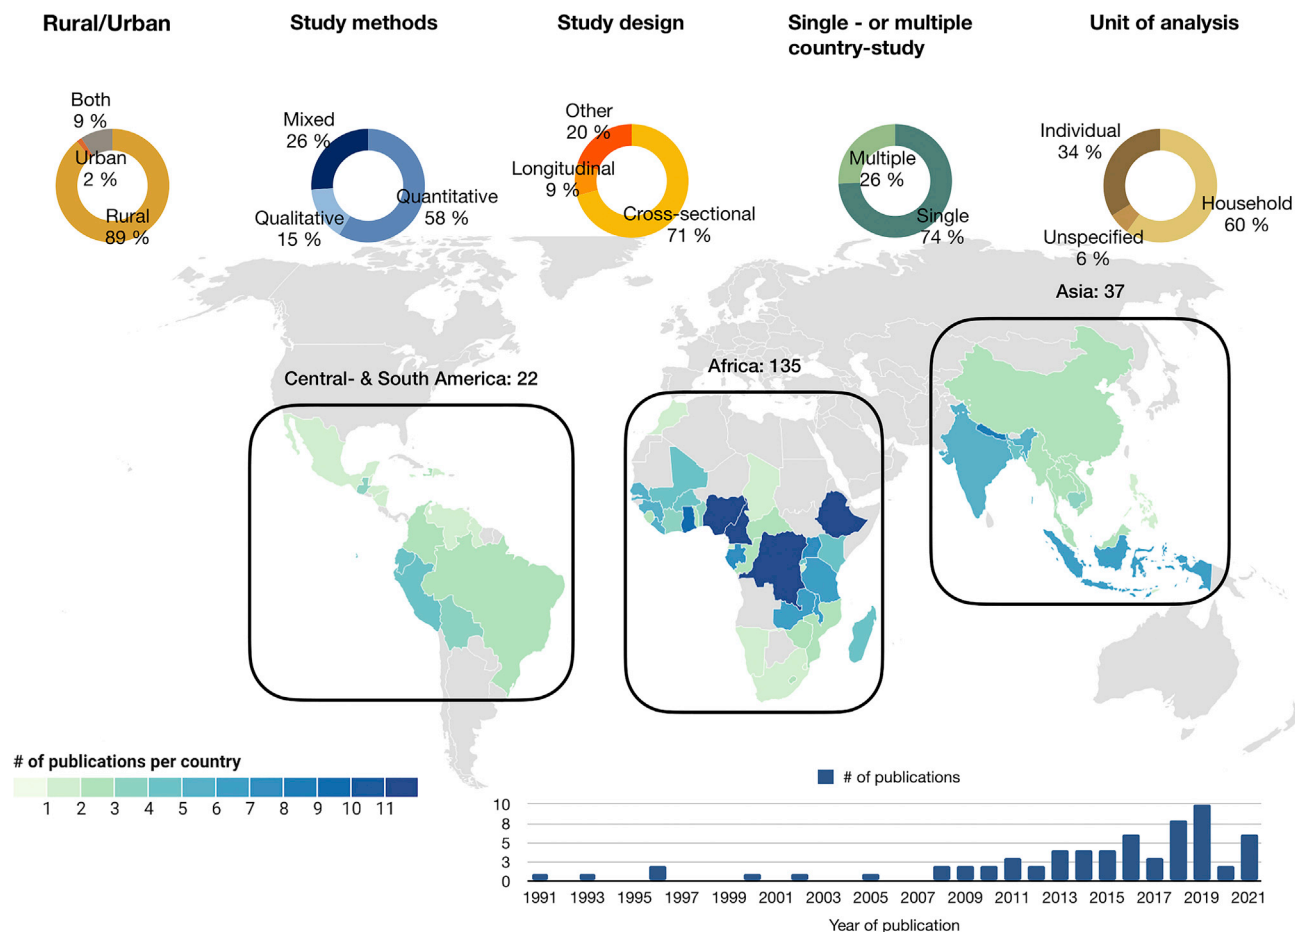 Rural/Urban
Study methods
Study design
Single - or multiple
country-study
Unit of analysis
Both
9 %
Urban
2 %
Rural
89 %
Mixed
26 %
Quantitative
58 %
Qualitative
15 %
Other
20 %
Longitudinal
9 %
Cross-sectional
71 %
Multiple
26 %
Single
74 %
Individual
34 %
Household
60 %
Unspecified
6 %
Asia: 37
Africa: 135
Central- & South America: 22
# of publications per country
1 2 3 4 5 6 7 8 9 10 11
# of publications
10
8
5
3
0
1991 1993 1995 1997 1999 2001 2003 2005 2007 2009 2011 2013 2015 2017 2019 2021
Year of publication